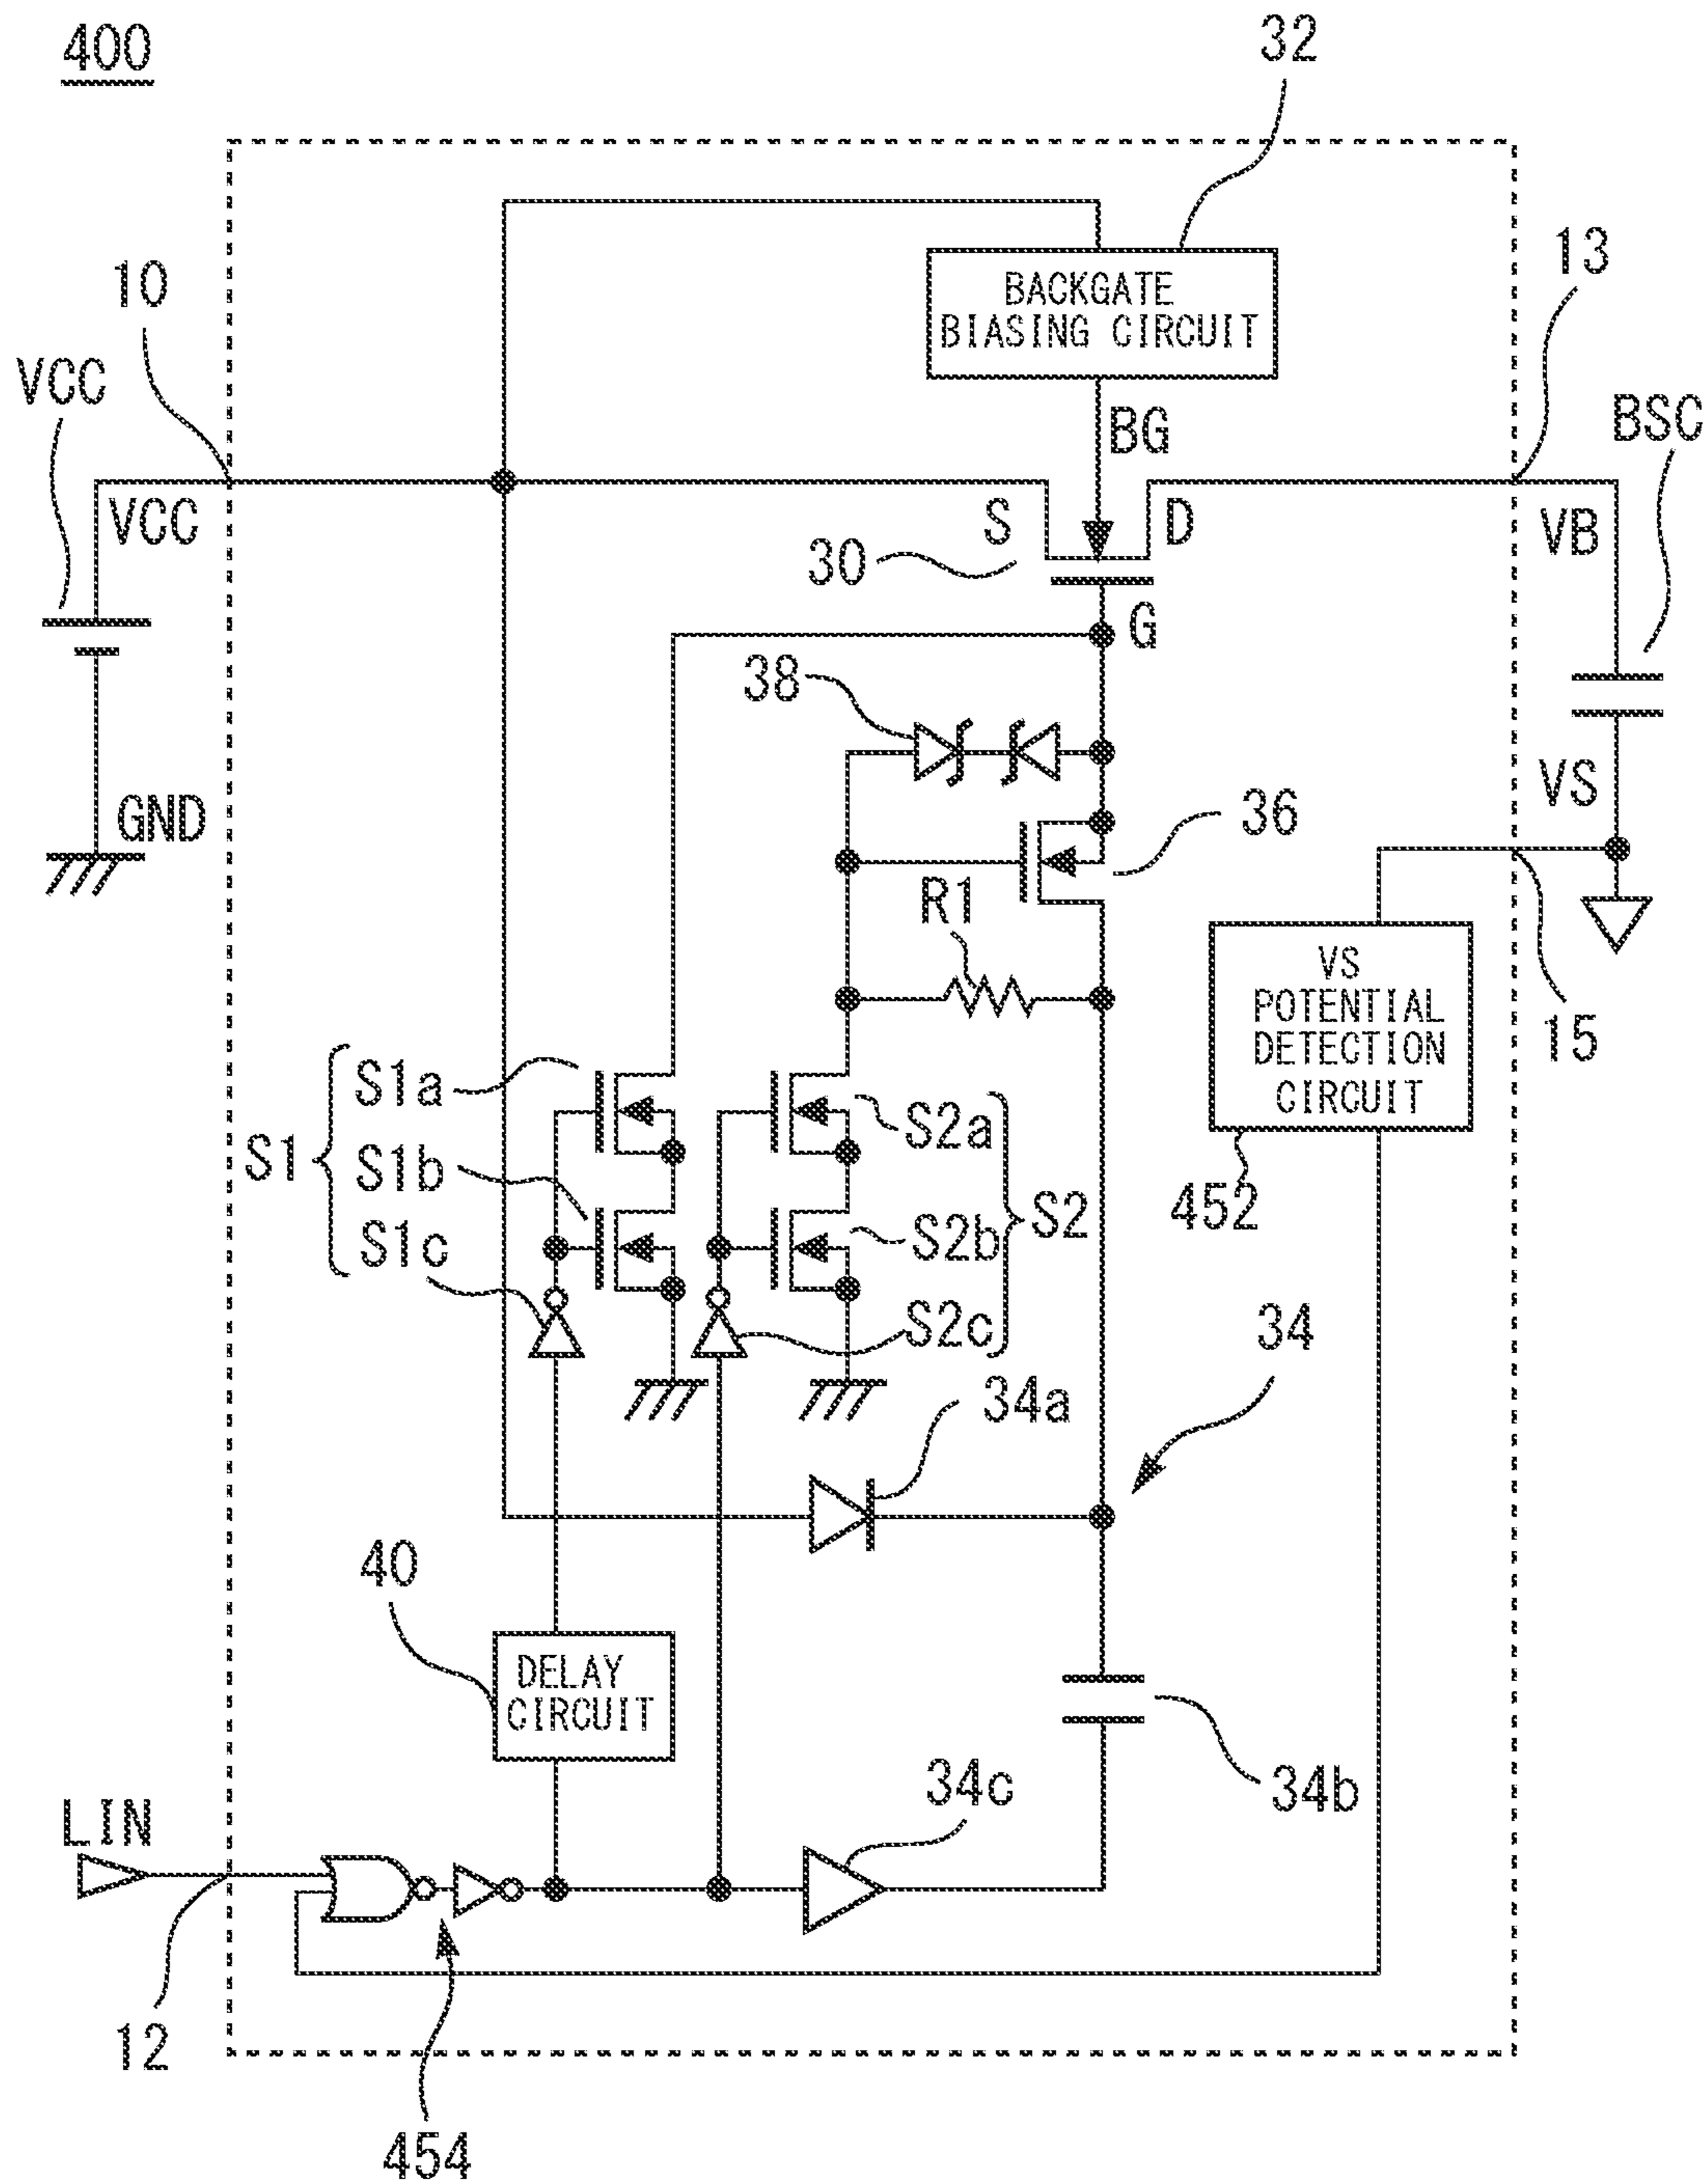 400
32
10
13
BACKGATE
BIASING CIRCUIT
VCC
BSC
BG
VCC
S
D
VB
30
G
38
VS
GND
36
R1
VS
POTENTIAL
DETECTION
CIRCUIT
15
S1a
S2a
S1
S1b
S2
452
S2b
S1c
S2c
34
34a
40
DELAY
CIRCUIT
34c
34b
LIN
12
454